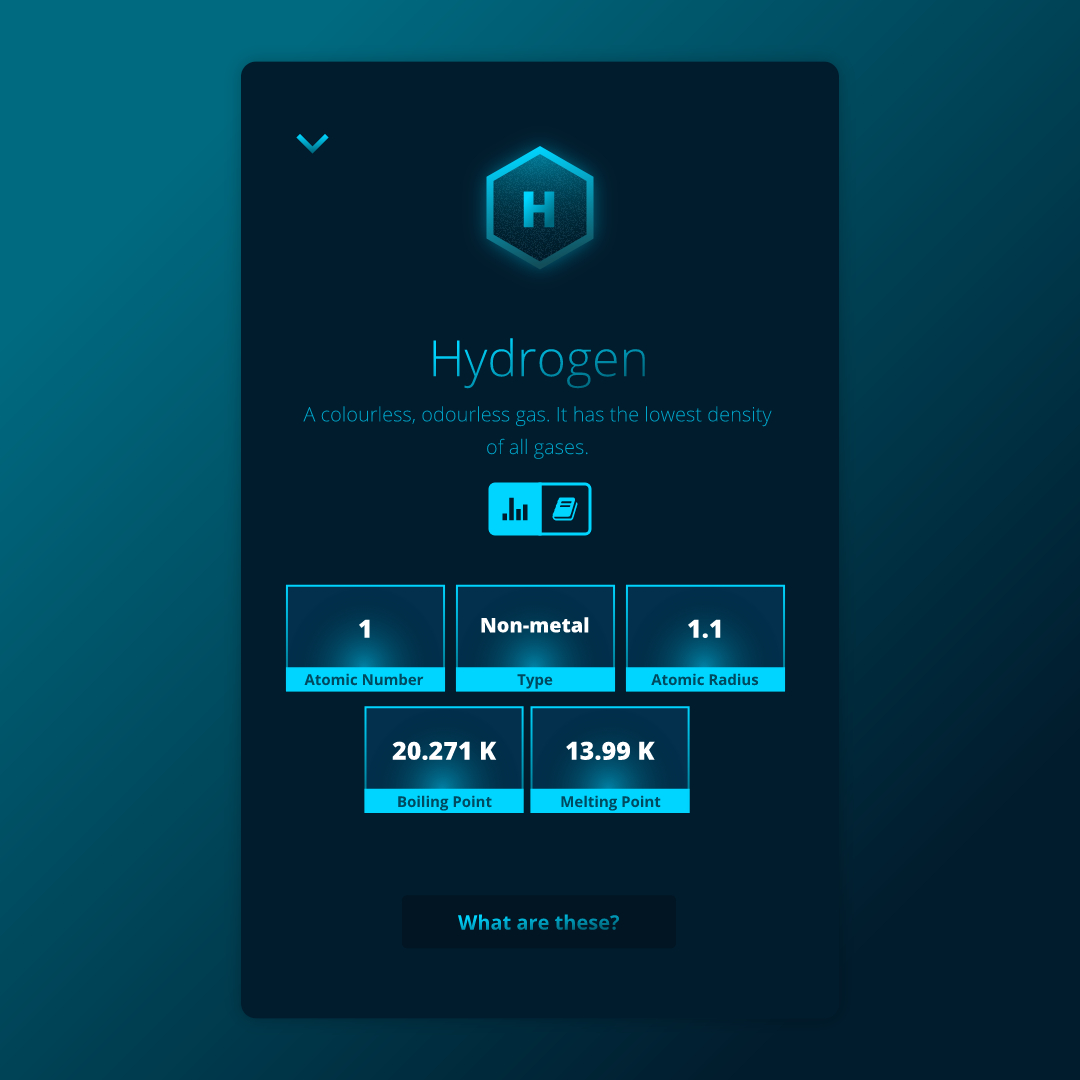 H
Hydrogen
A colourless, odourless gas. It has the lowest density
of all gases.
1
Atomic Number
Non-metal
Type
1.1
Atomic Radius
20.271 K
Boiling Point
13.99 K
Melting Point
What are these?